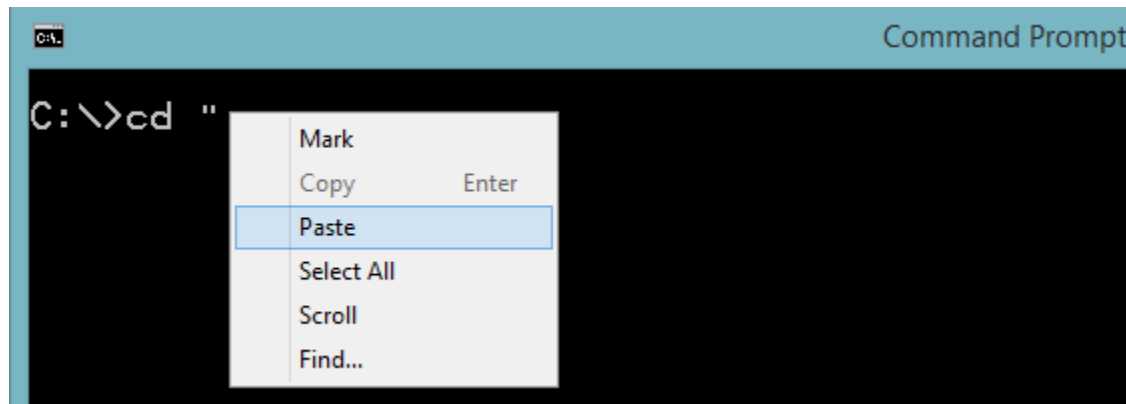 C:\.
Command Prompt
C:\>cd "
Mark
Copy Enter
Paste
Select All
Scroll
Find...